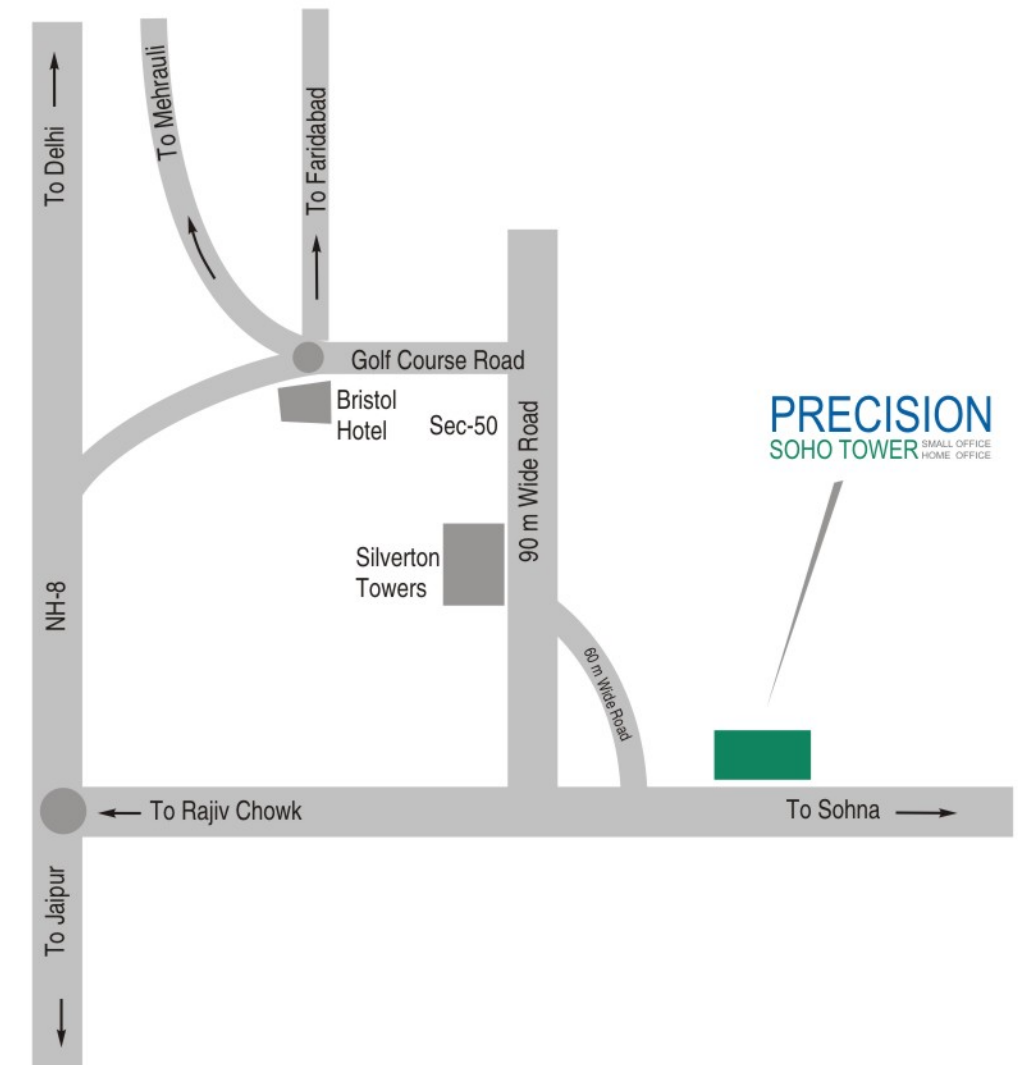 To Delhi
To Mehrauli
To Faridabad
Golf Course Road
Bristol
Hotel
Sec-50
90 m Wide Road
PRECISION
SOHO TOWER
SMALL OFFICE
HOME OFFICE
Silverton
Towers
NH-8
60 m Wide Road
To Rajiv Chowk
To Sohna
To Jaipur